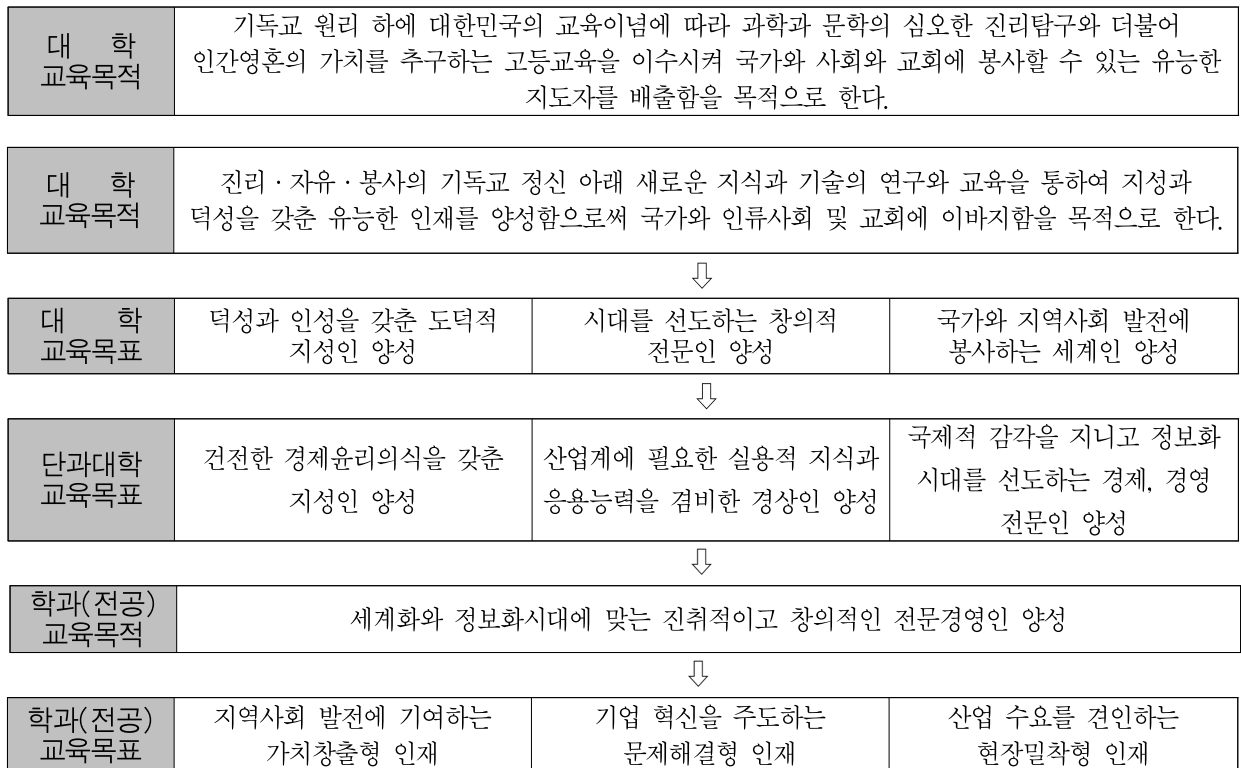 대 학
교육목적
기독교 원리 하에 대한민국의 교육이념에 따라 과학과 문학의 심오한 진리탐구와 더불어
인간영혼의 가치를 추구하는 고등교육을 이수시켜 국가와 사회와 교회에 봉사할 수 있는 유능한
지도자를 배출함을 목적으로 한다.
대 학
교육목적
진리·자유·봉사의 기독교 정신 아래 새로운 지식과 기술의 연구와 교육을 통하여 지성과
덕성을 갖춘 유능한 인재를 양성함으로써 국가와 인류사회 및 교회에 이바지함을 목적으로 한다.
⇩
대 학
교육목표
덕성과 인성을 갖춘 도덕적
지성인 양성
시대를 선도하는 창의적
전문인 양성
국가와 지역사회 발전에
봉사하는 세계인 양성
⇩
단과대학
교육목표
건전한 경제윤리의식을 갖춘
지성인 양성
산업계에 필요한 실용적 지식과
응용능력을 겸비한 경상인 양성
국제적 감각을 지니고 정보화
시대를 선도하는 경제, 경영
전문인 양성
⇩
학과(전공)
교육목적
세계화와 정보화시대에 맞는 진취적이고 창의적인 전문경영인 양성
⇩
학과(전공)
교육목표
지역사회 발전에 기여하는
가치창출형 인재
기업 혁신을 주도하는
문제해결형 인재
산업 수요를 견인하는
현장밀착형 인재